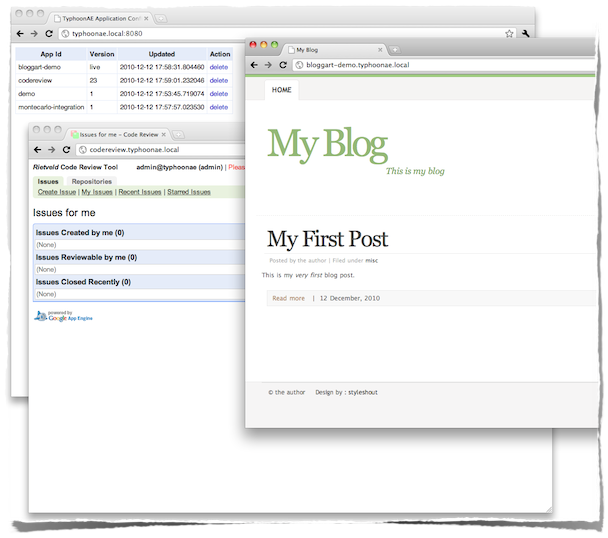 TyphoonAE Application Con
typhoonae.local:8080
App Id Version Updated Action
bloggart-demo live 2010-12-12 17:58:31.804460 delete
codereview 23 2010-12-12 17:59:01.232046 delete
demo 1 2010-12-12 17:53:45.719074 delete
montecarlo-integration 1 2010-12-12 17:57:57.023530 delete
Issues for me - Code Review
codereview.typhoonae.local
Rietveld Code Review Tool admin@typhoonae (admin) | Please
Issues Repositories
Create Issue | My Issues | Recent Issues | Starred Issues
Issues for me
Issues Created by me (0)
(None)
Issues Reviewable by me (0)
(None)
Issues Closed Recently (0)
(None)
powered by
Google App Engine
My Blog
bloggart-demo.typhoonae.local
HOME
My Blog
This is my blog
My First Post
Posted by the author | Filed under misc
This is my very first blog post.
Read more | 12 December, 2010
© the author Design by : styleshout